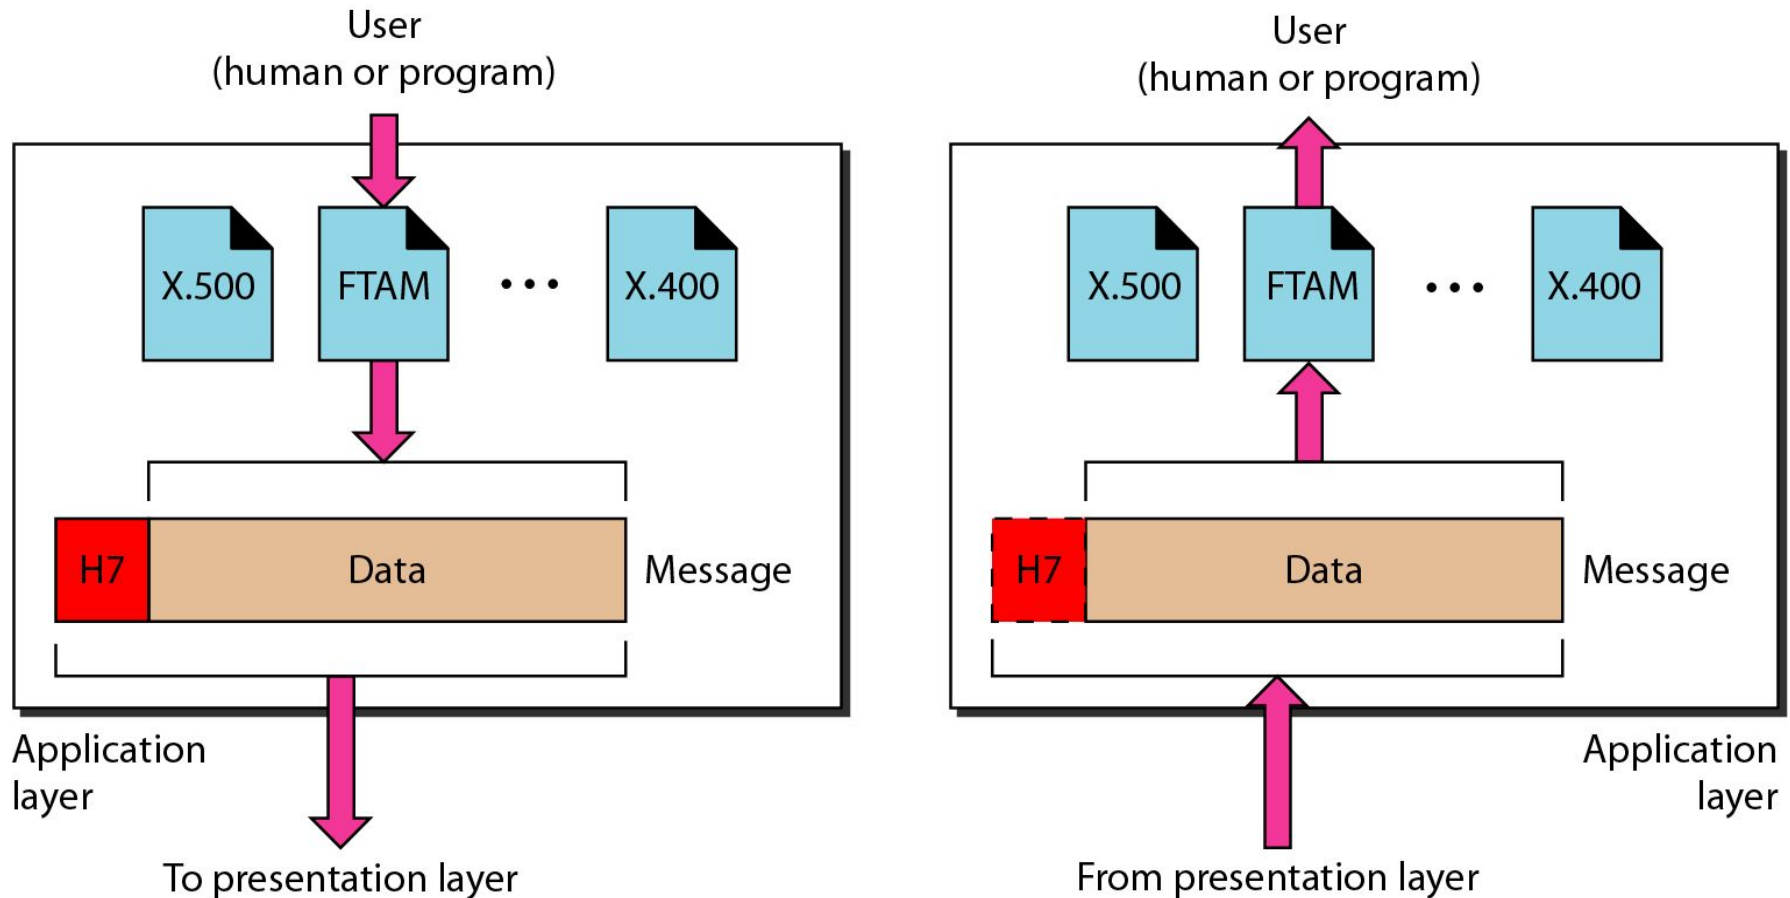 User
(human or program)
X.500
FTAM
...
X.400
H7
Data
Message
Application
layer
To presentation layer
User
(human or program)
X.500
FTAM
...
X.400
H7
Data
Message
Application
layer
From presentation layer